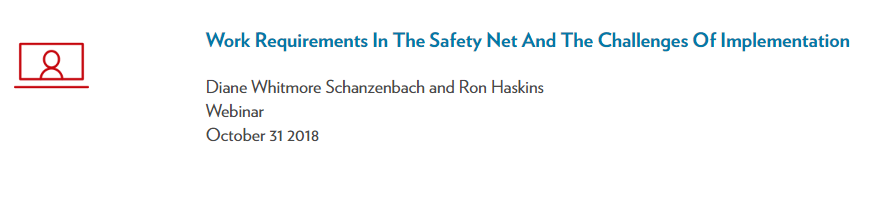 Work Requirements In The Safety Net And The Challenges Of Implementation
Diane Whitmore Schanzenbach and Ron Haskins
Webinar
October 31 2018